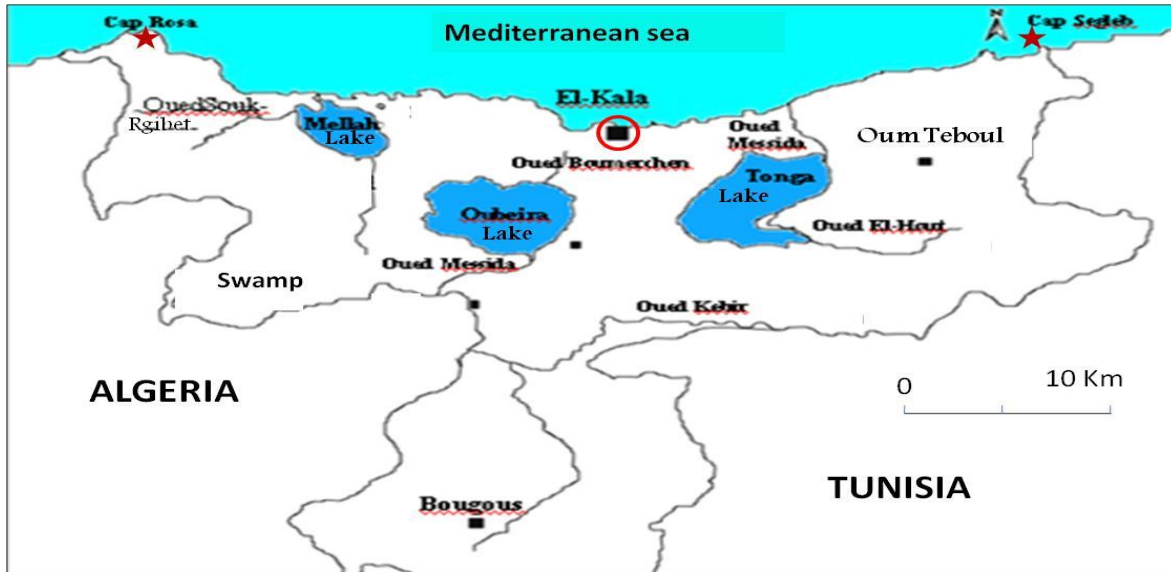 Cap Rosa
Mediterranean sea
N
Cap Segleb
El-Kala
OuedSouk-
Rgibet
Mellah
Lake
Oued
Messida
Oum Teboul
Oued Boumerchen
Tonga
Lake
Oubeira
Lake
Oued El-Hout
Oued Messida
Swamp
Oued Kebir
ALGERIA
0
10 Km
TUNISIA
Bougous